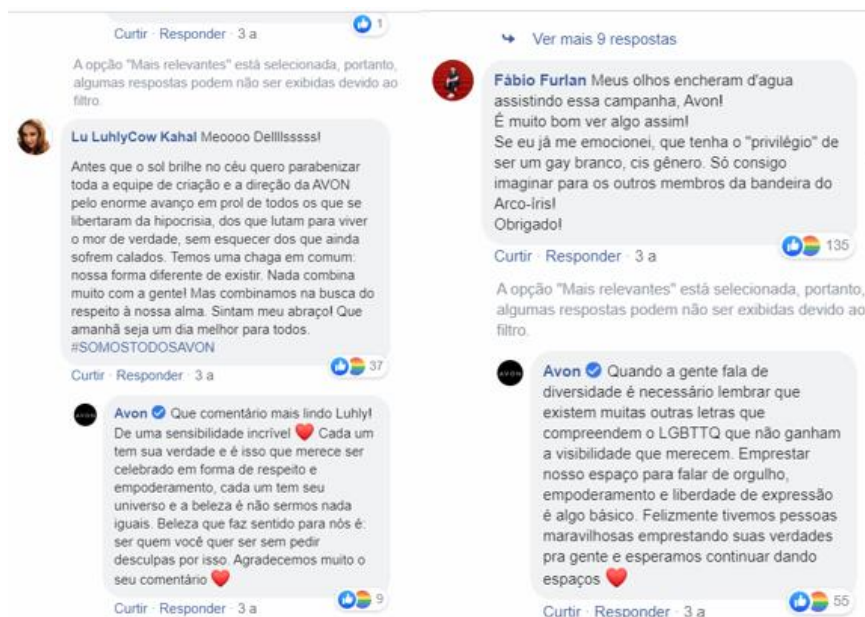 1
Curtir · Responder · 3 a
A opção "Mais relevantes" está selecionada, portanto,
algumas respostas podem não ser exibidas devido ao
filtro.
Lu LuhlyCow Kahal Meoooo Delllsssss!
Antes que o sol brilhe no céu quero parabenizar
toda a equipe de criação e a direção da AVON
pelo enorme avanço em prol de todos os que se
libertaram da hipocrisia, dos que lutam para viver
o mor de verdade, sem esquecer dos que ainda
sofrem calados. Temos uma chaga em comum:
nossa forma diferente de existir. Nada combina
muito com a gente! Mas combinamos na busca do
respeito à nossa alma. Sintam meu abraço! Que
amanhã seja um dia melhor para todos.
#SOMOSTODOSAVON
37
Curtir · Responder · 3 a
AVON
Avon Que comentário mais lindo Luhly!
De uma sensibilidade incrível ❤ Cada um
tem sua verdade e é isso que merece ser
celebrado em forma de respeito e
empoderamento, cada um tem seu
universo e a beleza é não sermos nada
iguais. Beleza que faz sentido para nós é:
ser quem você quer ser sem pedir
desculpas por isso. Agradecemos muito o
seu comentário ❤
9
Curtir · Responder · 3 a
Ver mais 9 respostas
Fábio Furlan Meus olhos encheram d'agua
assistindo essa campanha, Avon!
É muito bom ver algo assim!
Se eu já me emocionei, que tenha o "privilégio" de
ser um gay branco, cis gênero. Só consigo
imaginar para os outros membros da bandeira do
Arco-íris!
Obrigado!
135
Curtir · Responder · 3 a
A opção "Mais relevantes" está selecionada, portanto,
algumas respostas podem não ser exibidas devido ao
filtro.
AVON
Avon Quando a gente fala de
diversidade é necessário lembrar que
existem muitas outras letras que
compreendem o LGBTTQ que não ganham
a visibilidade que merecem. Emprestar
nosso espaço para falar de orgulho,
empoderamento e liberdade de expressão
é algo básico. Felizmente tivemos pessoas
maravilhosas emprestando suas verdades
pra gente e esperamos continuar dando
espaços ❤
55
Curtir · Responder · 3 a